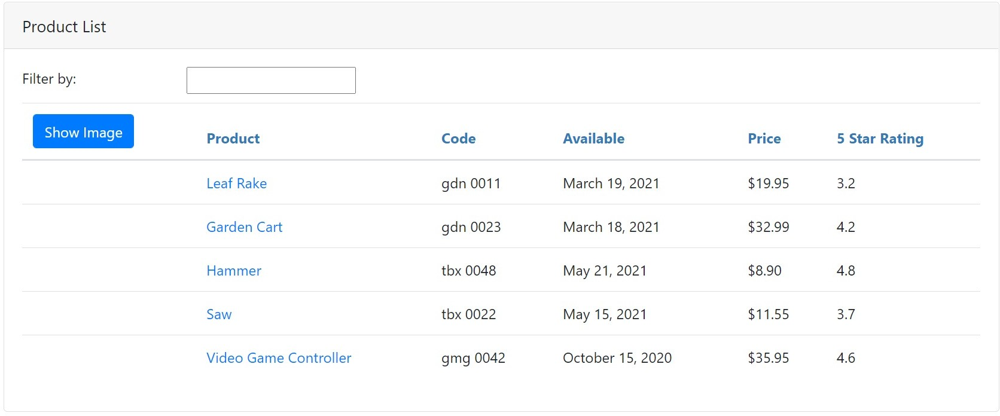 Product List
Filter by:
Show Image Product Code Available Price 5 Star Rating
Leaf Rake gdn 0011 March 19, 2021 $19.95 3.2
Garden Cart gdn 0023 March 18, 2021 $32.99 4.2
Hammer tbx 0048 May 21, 2021 $8.90 4.8
Saw tbx 0022 May 15, 2021 $11.55 3.7
Video Game Controller gmg 0042 October 15, 2020 $35.95 4.6